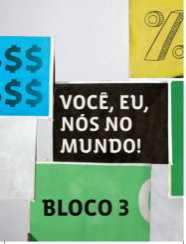 $$
$$
%
VOCÊ, EU,
NÓS NO
MUNDO!
BLOCO 3